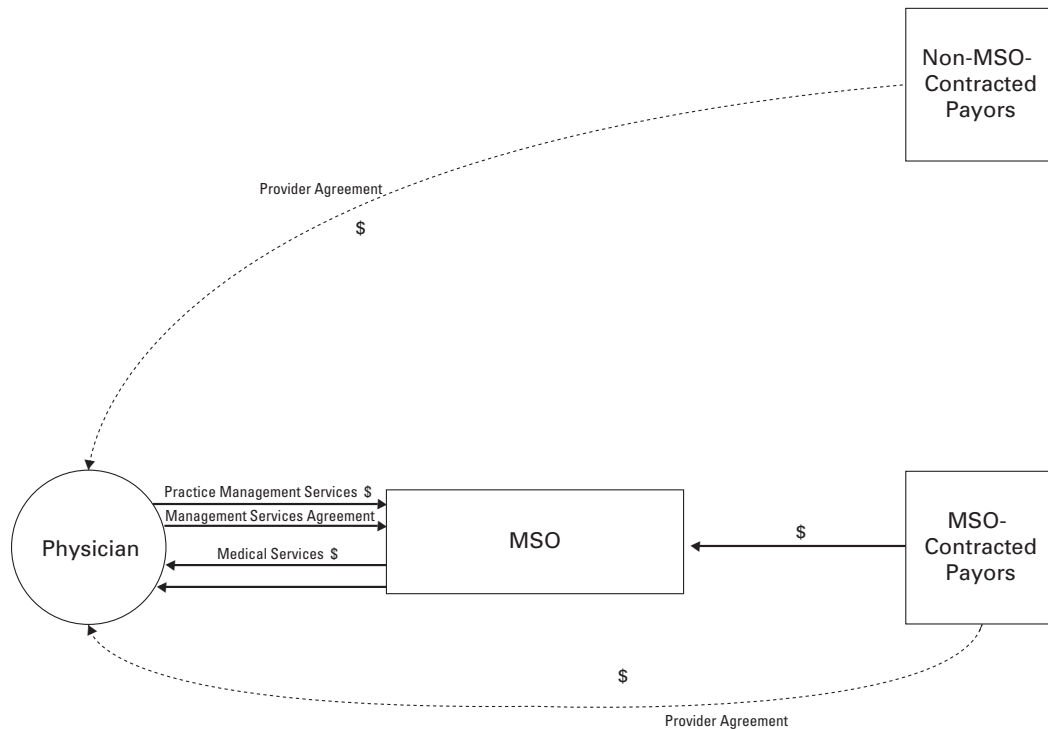 Non-MSO-
Contracted
Payors
Provider Agreement
$
Practice Management Services $
Management Services Agreement
Medical Services $
Physician
MSO
$
MSO-
Contracted
Payors
$
Provider Agreement